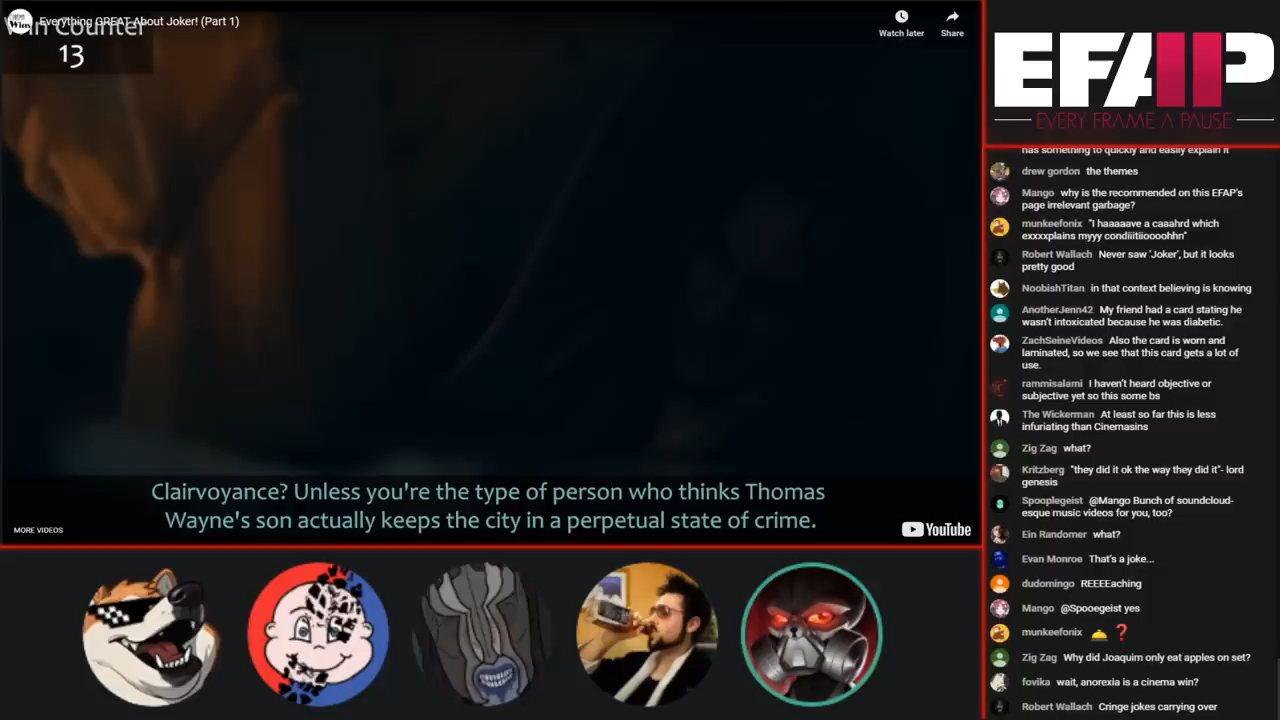 Everything GREAT About Joker! (Part 1)
Win Counter
13
Watch later
Share
Clairvoyance? Unless you're the type of person who thinks Thomas
Wayne's son actually keeps the city in a perpetual state of crime.
MORE VIDEOS
YouTube
EFAP
EVERY FRAME A PAUSE
has something to quickly and easily explain it
drew gordon the themes
Mango why is the recommended on this EFAP's
page irrelevant garbage?
munkeefonix "I haaaaave a caaahrd which
exxxxplains myyy condiiitiioooohhn"
Robert Wallach Never saw 'Joker', but it looks
pretty good
NoobishTitan in that context believing is knowing
AnotherJenn42 My friend had a card stating he
wasn't intoxicated because he was diabetic.
ZachSeineVideos Also the card is worn and
laminated, so we see that this card gets a lot of
use.
rammisalami I haven't heard objective or
subjective yet so this some bs
The Wickerman At least so far this is less
infuriating than Cinemasins
Zig Zag what?
Kritzberg "they did it ok the way they did it"- lord
genesis
Spooplegeist @Mango Bunch of soundcloud-
esque music videos for you, too?
Ein Randomer what?
Evan Monroe That's a joke...
dudomingo REEEEaching
Mango @Spooegeist yes
munkeefonix 🛎️ ❓
Zig Zag Why did Joaquim only eat apples on set?
fovika wait, anorexia is a cinema win?
Robert Wallach Cringe jokes carrying over